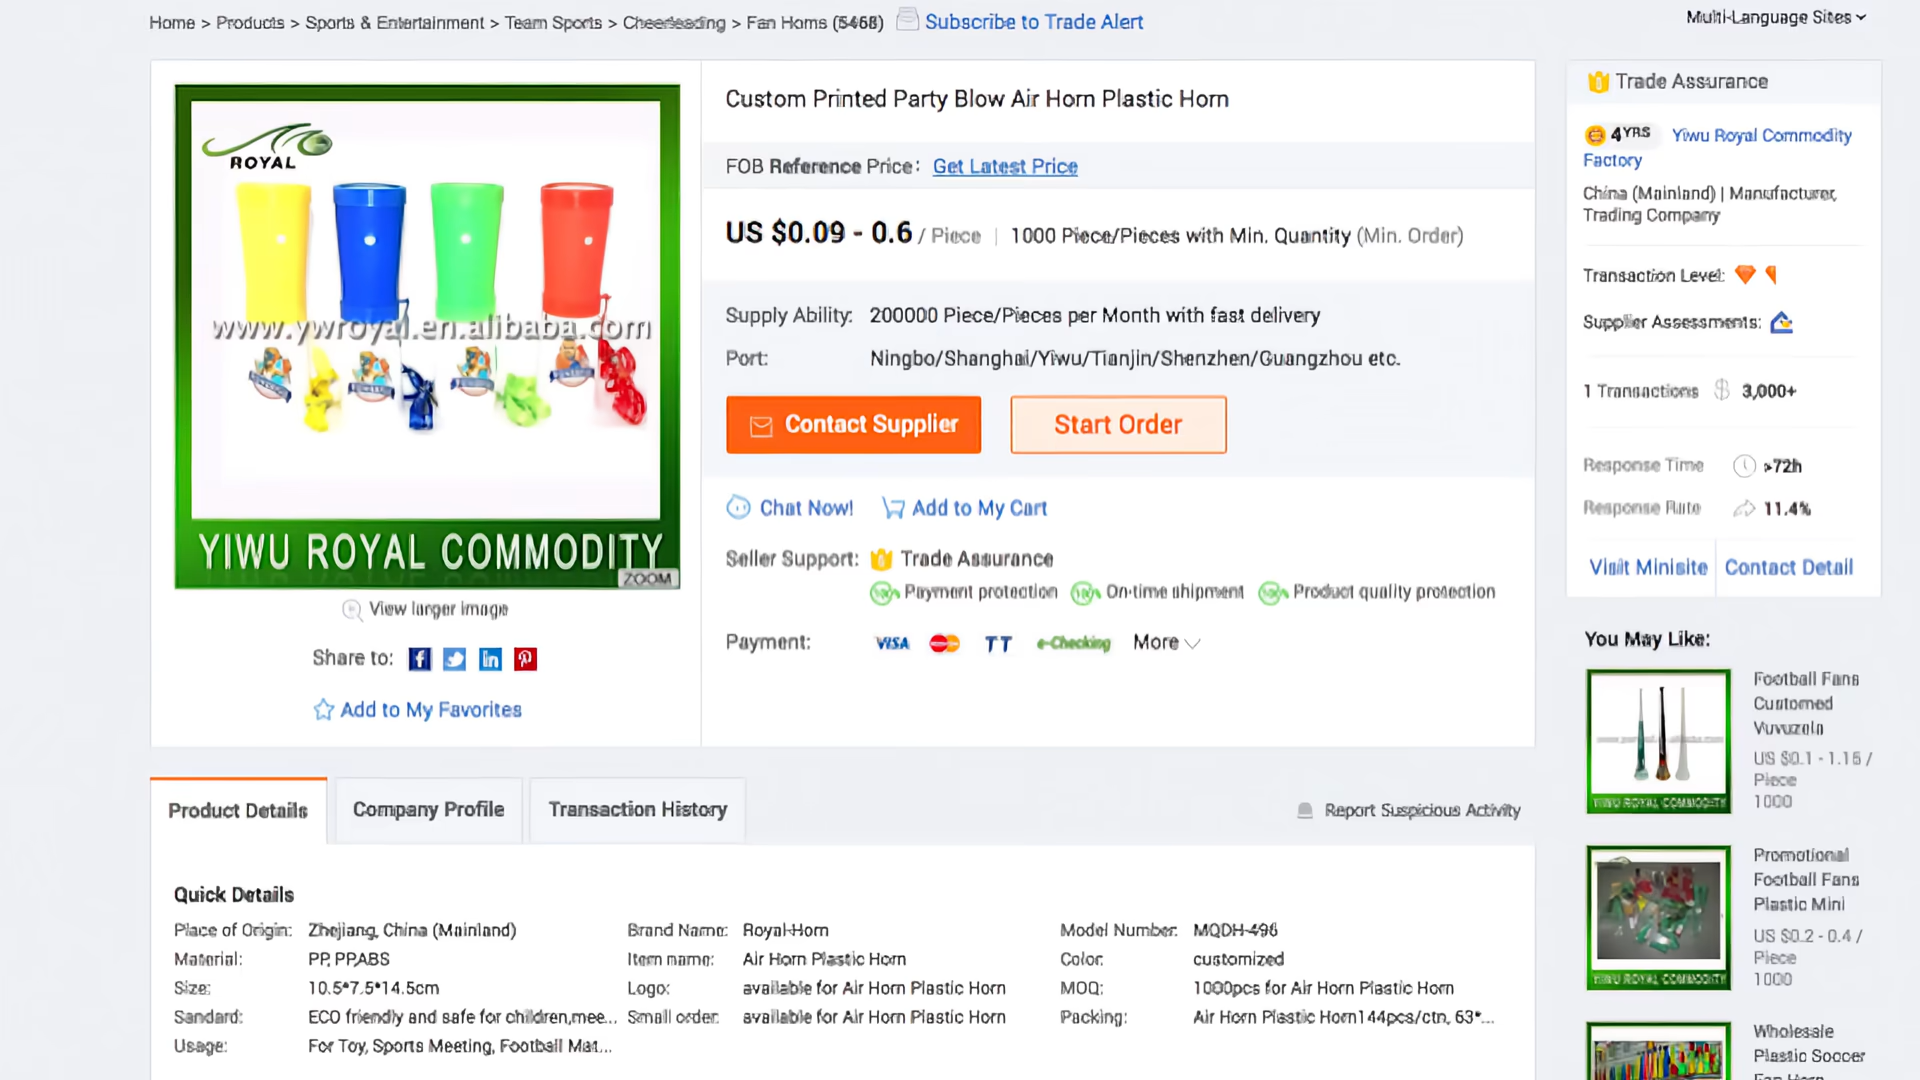 Home > Products > Sports & Entertainment > Team Sports > Cheerleading > Fan Horns (5468) Subscribe to Trade Alert
Multi-Language Sites
ROYAL
www.ywroyal.en.alibaba.com
YIWU ROYAL COMMODITY
ZOOM
View larger image
Share to:
Add to My Favorites
Custom Printed Party Blow Air Horn Plastic Horn
FOB Reference Price: Get Latest Price
US $0.09 - 0.6 / Piece | 1000 Piece/Pieces with Min. Quantity (Min. Order)
Supply Ability: 200000 Piece/Pieces per Month with fast delivery
Port: Ningbo/Shanghai/Yiwu/Tianjin/Shenzhen/Guangzhou etc.
Contact Supplier
Start Order
Chat Now!
Add to My Cart
Seller Support: Trade Assurance
Payment protection On-time shipment Product quality protection
Payment: VISA TT e-Checking More
Trade Assurance
4 YRS Yiwu Royal Commodity
Factory
China (Mainland) | Manufacturer,
Trading Company
Transaction Level:
Supplier Assessments:
1 Transactions $ 3,000+
Response Time >72h
Response Rate 11.4%
Visit Minisite Contact Detail
You May Like:
YIWU ROYAL COMMODITY
Football Fans
Customed
Vuvuzela
US $0.1 - 1.15 /
Piece
1000
YIWU ROYAL COMMODITY
Promotional
Football Fans
Plastic Mini
US $0.2 - 0.4 /
Piece
1000
Wholesale
Plastic Soccer
Fan Horn
Product Details
Company Profile
Transaction History
Report Suspicious Activity
Quick Details
Place of Origin: Zhejiang, China (Mainland) Brand Name: Royal-Horn Model Number: MQDH-496
Material: PP, PP,ABS Item name: Air Horn Plastic Horn Color: customized
Size: 10.5*7.5*14.5cm Logo: available for Air Horn Plastic Horn MOQ: 1000pcs for Air Horn Plastic Horn
Sandard: ECO friendly and safe for children,mee... Small order: available for Air Horn Plastic Horn Packing: Air Horn Plastic Horn144pcs/ctn, 63*...
Usage: For Toy, Sports Meeting, Football Mat...